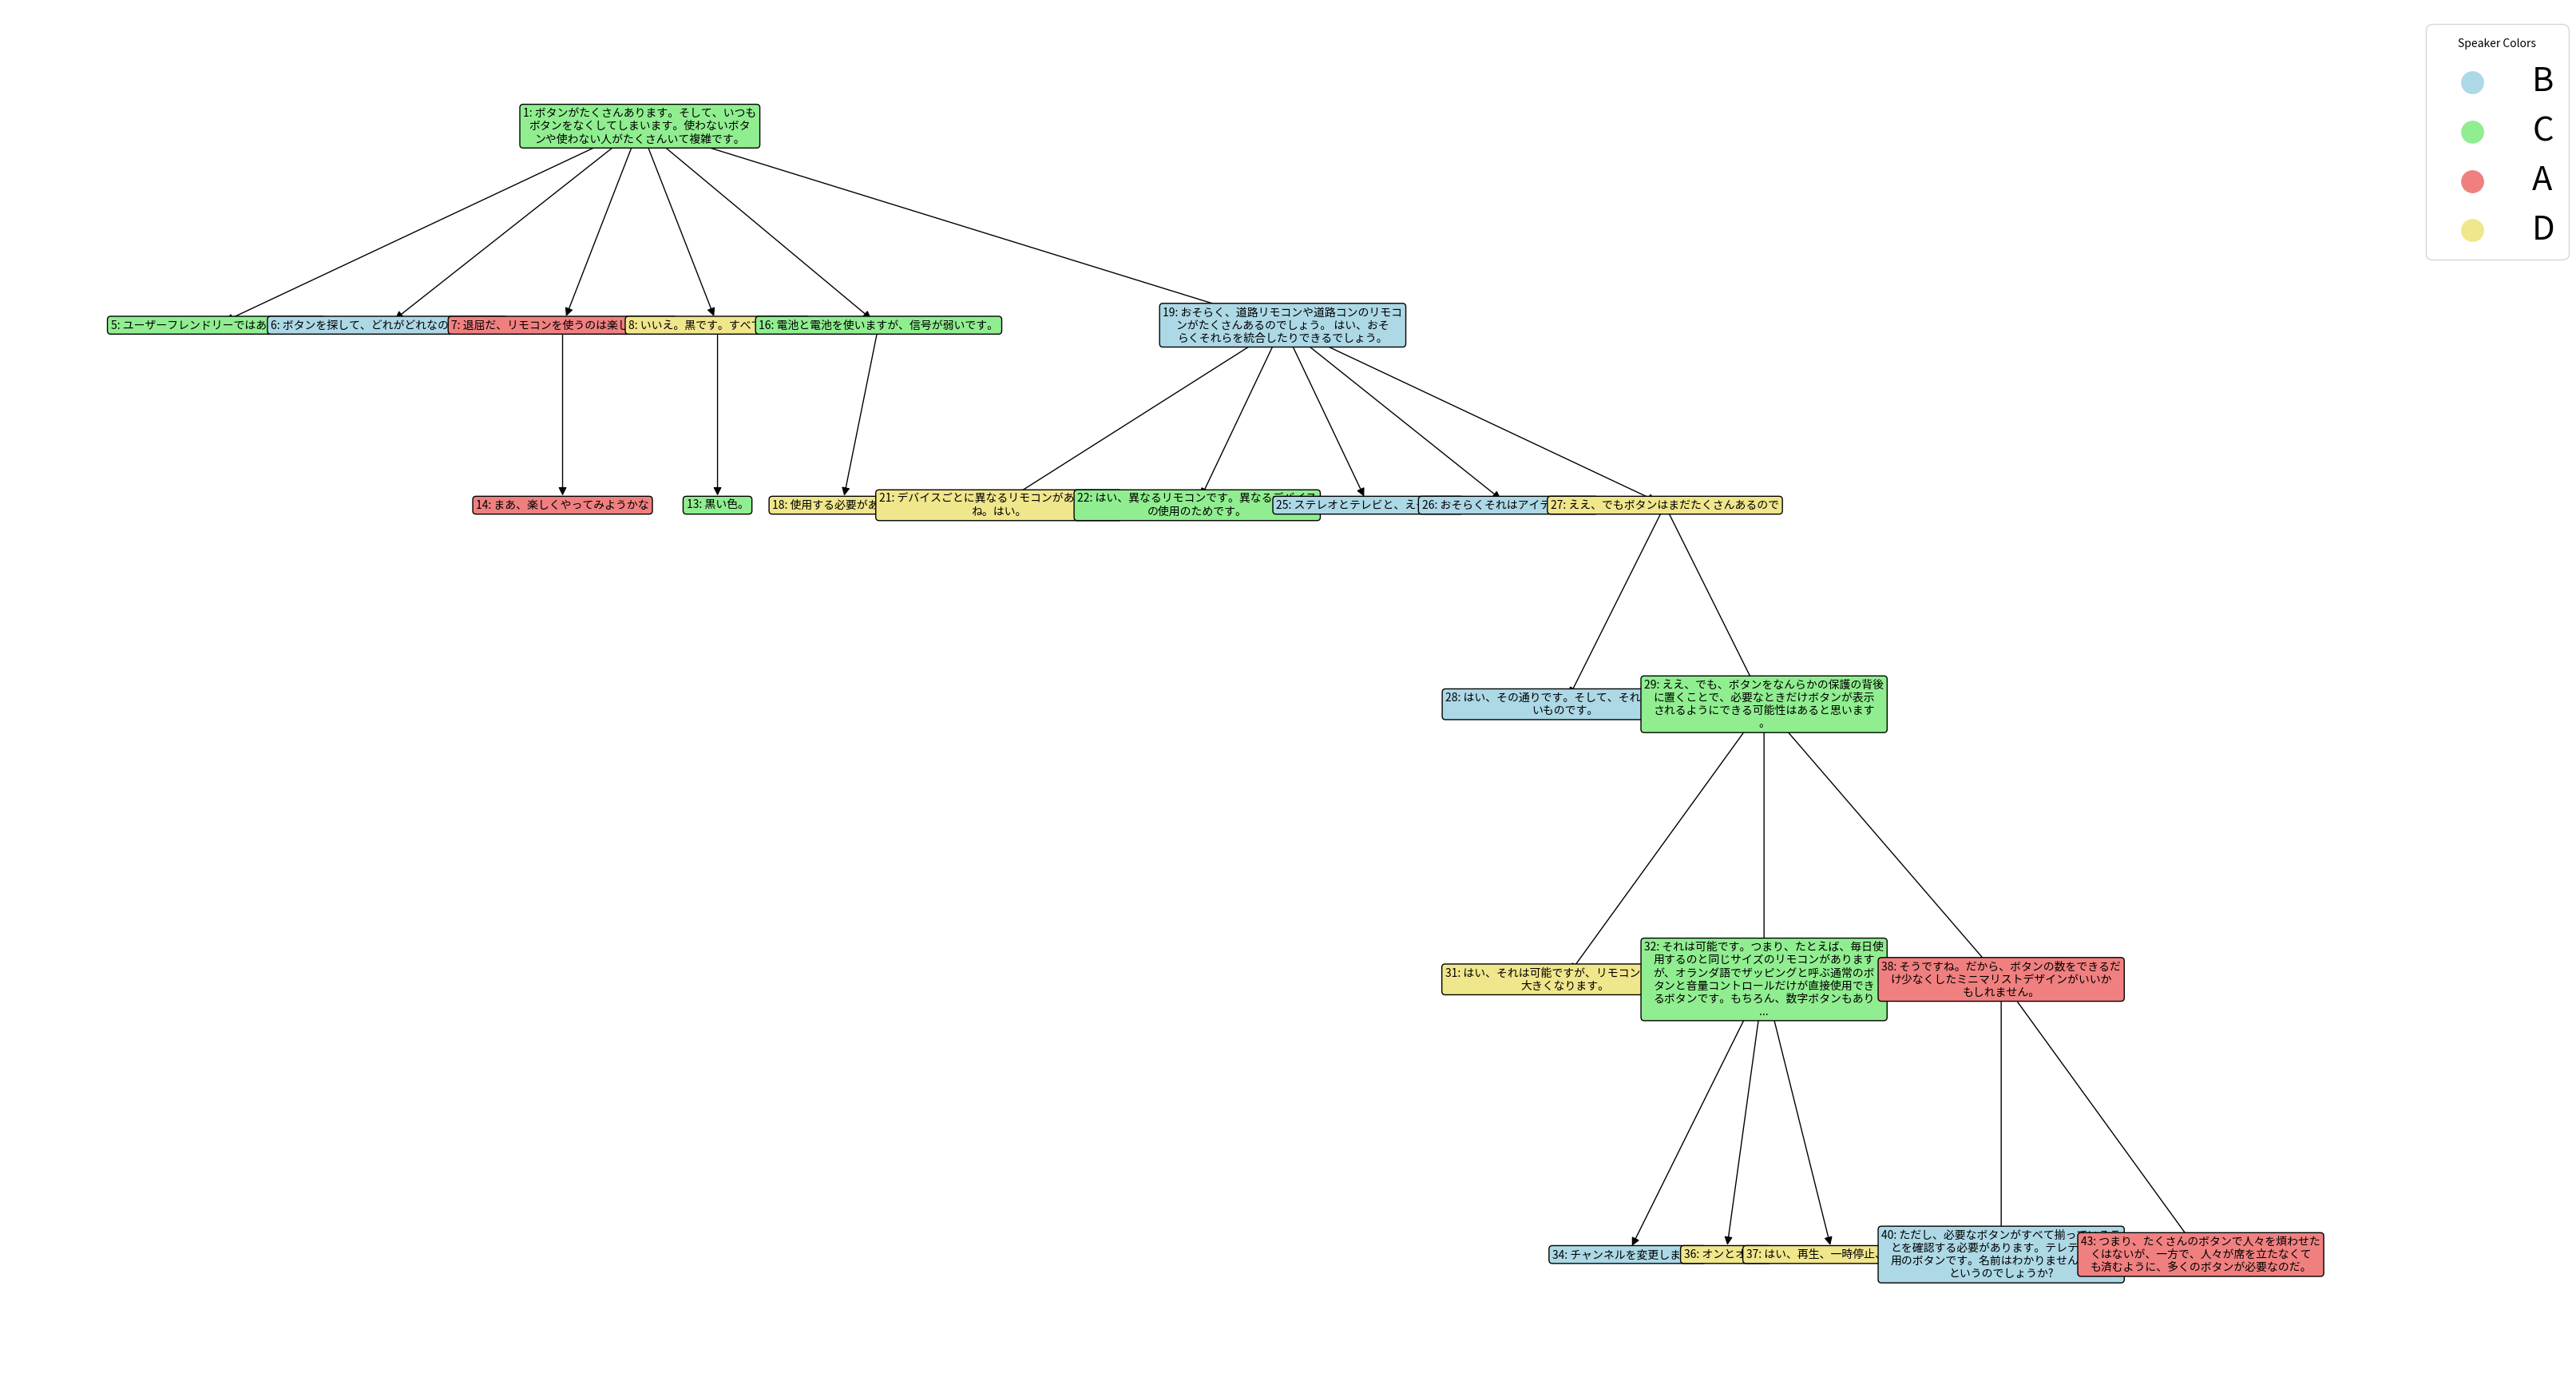 Speaker Colors
B
C
A
D
1: ボタンがたくさんあります。そして、いつも
ボタンをなくしてしまいます。使わないボタ
ンや使わない人がたくさんいて複雑です。
5: ユーザーフレンドリーではあ
6: ボタンを探して、どれがどれなの
7: 退屈だ、リモコンを使うのは楽し
8: いいえ。黒です。すべて
16: 電池と電池を使いますが、信号が弱いです。
19: おそらく、道路リモコンや道路コンのリモコ
ンがたくさんあるのでしょう。 はい、おそ
らくそれらを統合したりできるでしょう。
14: まあ、楽しくやってみようかな
13: 黒い色。
18: 使用する必要があ
21: デバイスごとに異なるリモコンがあ
ね。はい。
22: はい、異なるリモコンです。異なるデバイス
の使用のためです。
25: ステレオとテレビと、え
26: おそらくそれはアイデ
27: ええ、でもボタンはまだたくさんあるので
28: はい、その通りです。そして、それ
いものです。
29: ええ、でも、ボタンをなんらかの保護の背後
に置くことで、必要なときだけボタンが表示
されるようにできる可能性はあると思います
。
31: はい、それは可能ですが、リモコン
大きくなります。
32: それは可能です。つまり、たとえば、毎日使
用するのと同じサイズのリモコンがあります
が、オランダ語でザッピングと呼ぶ通常のボ
タンと音量コントロールだけが直接使用でき
るボタンです。もちろん、数字ボタンもあり
...
38: そうですね。だから、ボタンの数をできるだ
け少なくしたミニマリストデザインがいいか
もしれません。
34: チャンネルを変更しま
36: オンとオ
37: はい、再生、一時停止、
40: ただし、必要なボタンがすべて揃っているこ
とを確認する必要があります。テレテ
用のボタンです。名前はわかりません
というのでしょうか?
43: つまり、たくさんのボタンで人々を煩わせた
くはないが、一方で、人々が席を立たなくて
も済むように、多くのボタンが必要なのだ。